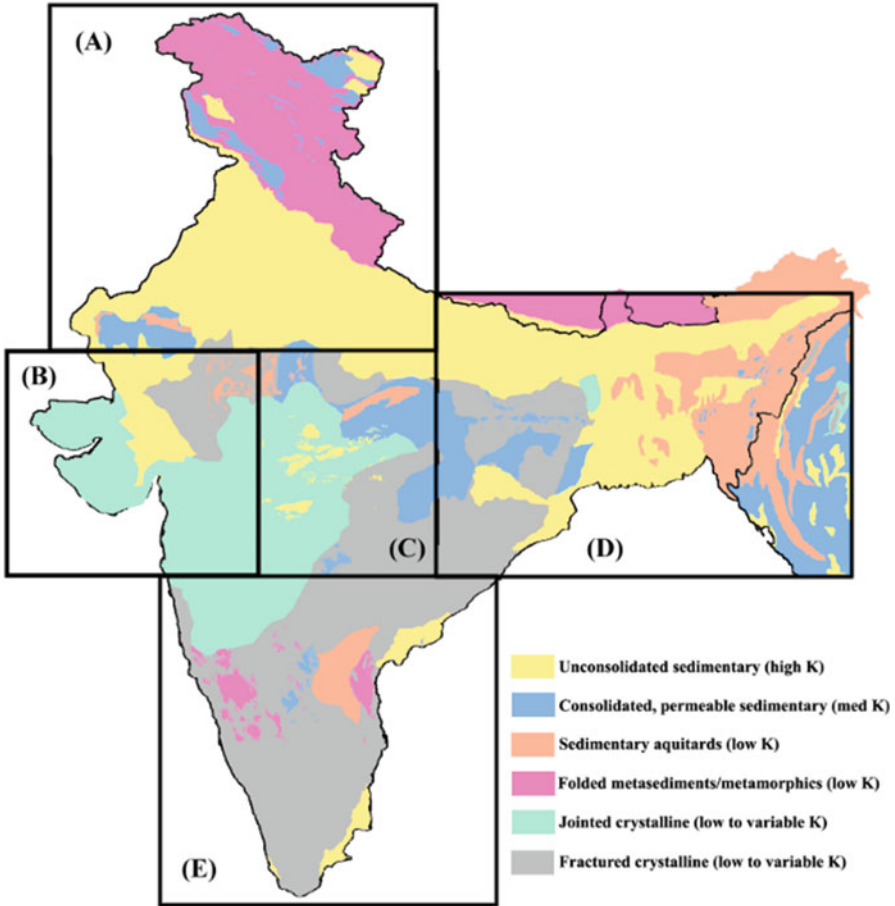 (A)
(B)
(C)
(D)
(E)
Unconsolidated sedimentary (high K)
Consolidated, permeable sedimentary (med K)
Sedimentary aquitards (low K)
Folded metasediments/metamorphics (low K)
Jointed crystalline (low to variable K)
Fractured crystalline (low to variable K)